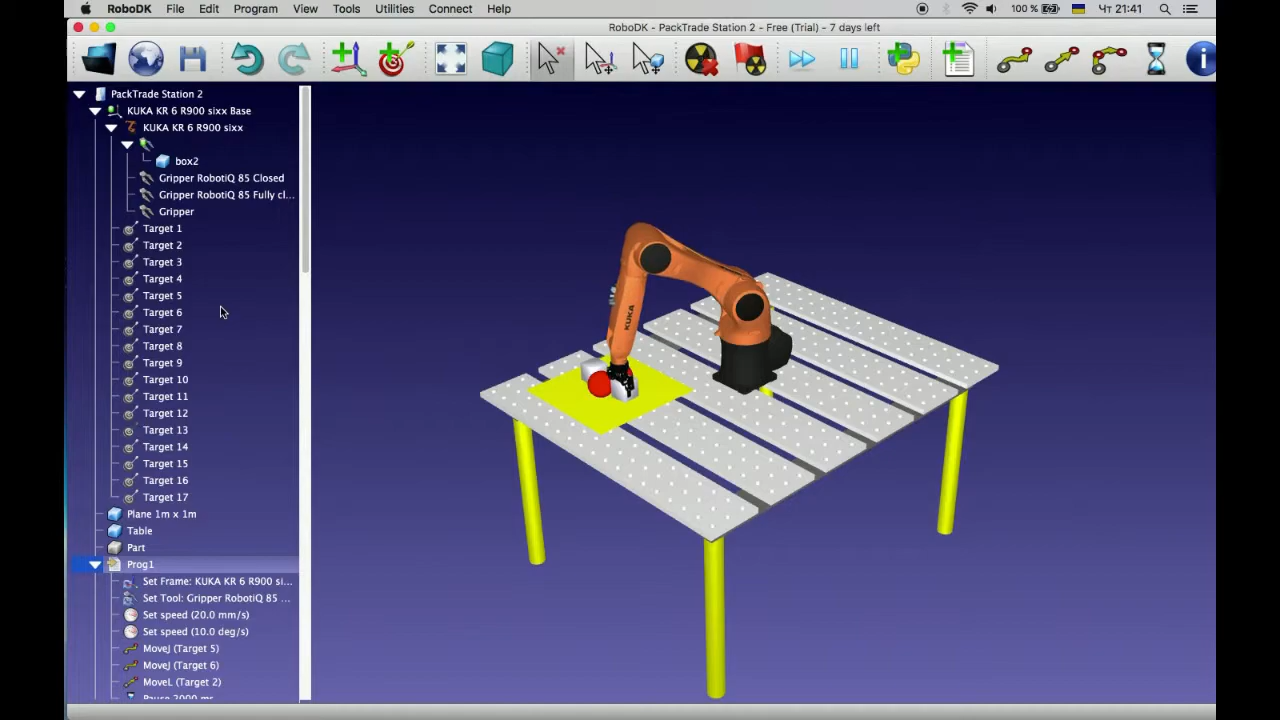 RoboDK File Edit Program View Tools Utilities Connect Help 100 % Чт 21:41
RoboDK - PackTrade Station 2 - Free (Trial) - 7 days left
PackTrade Station 2
KUKA KR 6 R900 sixx Base
KUKA KR 6 R900 sixx
box2
Gripper RobotiQ 85 Closed
Gripper RobotiQ 85 Fully cl...
Gripper
Target 1
Target 2
Target 3
Target 4
Target 5
Target 6
Target 7
Target 8
Target 9
Target 10
Target 11
Target 12
Target 13
Target 14
Target 15
Target 16
Target 17
Plane 1m x 1m
Table
Part
Prog1
Set Frame: KUKA KR 6 R900 si...
Set Tool: Gripper RobotiQ 85 ...
Set speed (20.0 mm/s)
Set speed (10.0 deg/s)
MoveJ (Target 5)
MoveJ (Target 6)
MoveL (Target 2)
Pause 2000 ms
KUKA